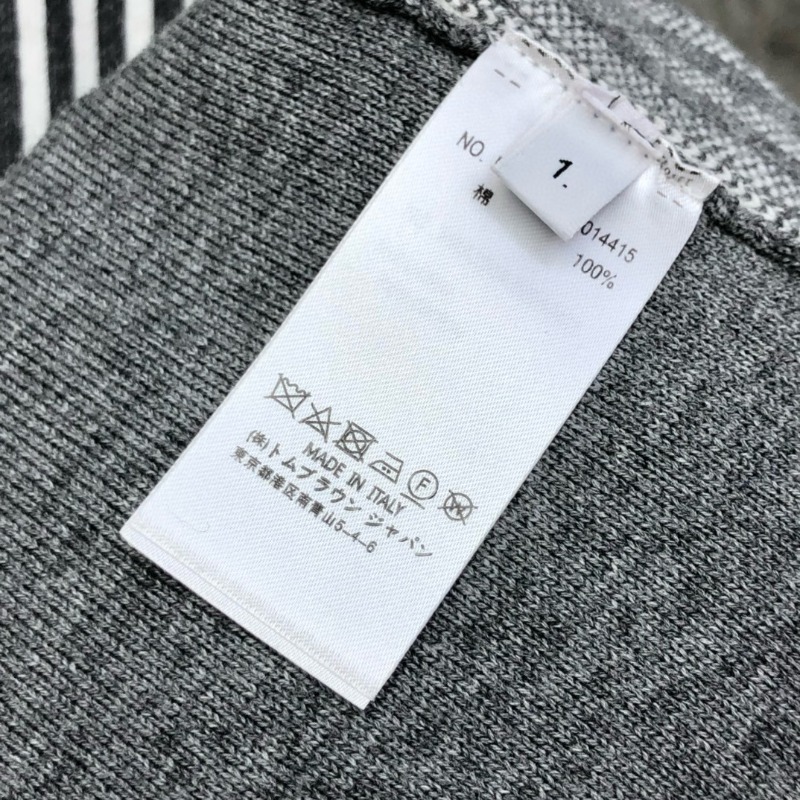 1.
NO.
014415
棉
100%
F
MADE IN ITALY
(株)トムブラウン ジャパン
東京都港区南青山5-4-6